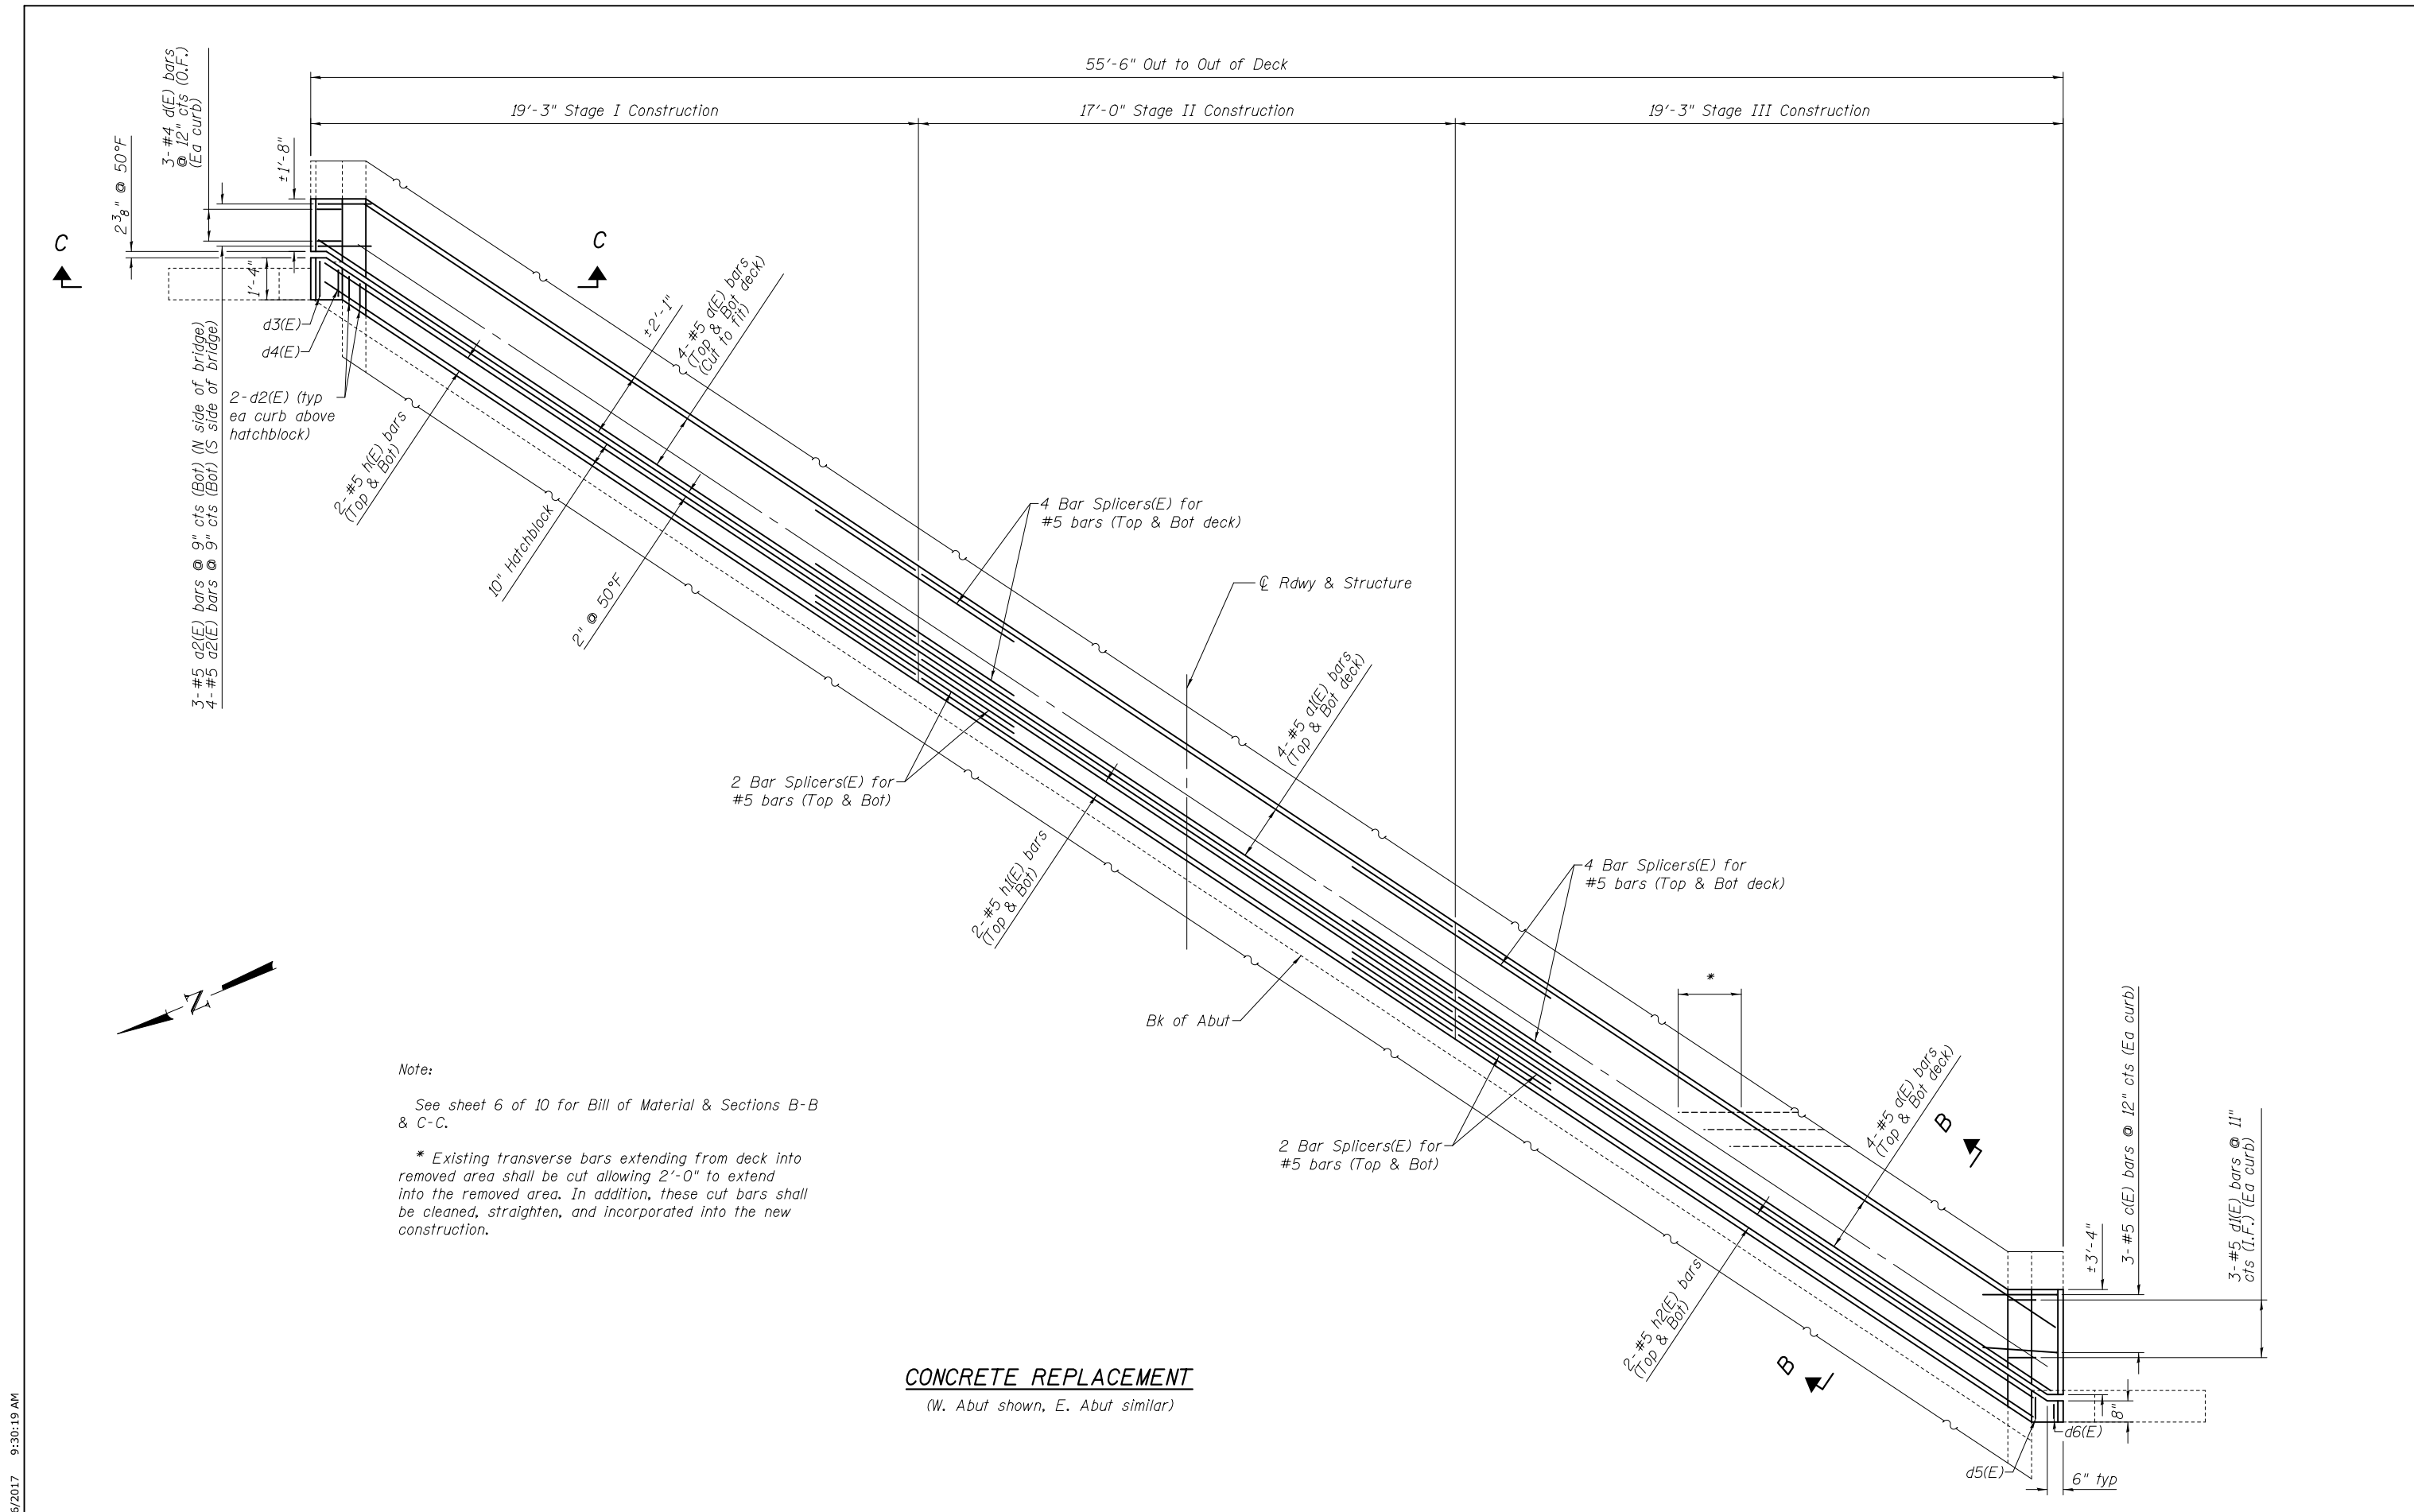 55'-6" Out to Out of Deck
19'-3" Stage I Construction
17'-0" Stage II Construction
19'-3" Stage III Construction
3-#4 d(E) bars
@ 12" cts (O.F.)
(Ea curb)
2 3/8" @ 50°F
±1'-8"
C
C
1'-4"
d3(E)
d4(E)
2-d2(E) (typ
ea curb above
hatchblock)
3-#5 a2(E) bars @ 9" cts (Bot) (N side of bridge)
4-#5 a2(E) bars @ 9" cts (Bot) (S side of bridge)
2-#5 h(E) bars
(Top & Bot)
±2'-1"
4-#5 a(E) bars
(Top & Bot deck)
(Cut to fit)
10" Hatchblock
2" @ 50°F
4 Bar Splicers(E) for
#5 bars (Top & Bot deck)
℄ Rdwy & Structure
2 Bar Splicers(E) for
#5 bars (Top & Bot)
4-#5 a1(E) bars
(Top & Bot deck)
2-#5 h1(E) bars
(Top & Bot)
4 Bar Splicers(E) for
#5 bars (Top & Bot deck)
Bk of Abut
*
N
2 Bar Splicers(E) for
#5 bars (Top & Bot)
4-#5 a(E) bars
(Top & Bot deck)
B
B
2-#5 h2(E) bars
(Top & Bot)
±3'-4"
3-#5 c(E) bars @ 12" cts (Ea curb)
3-#5 d1(E) bars @ 11"
cts (I.F.) (Ea curb)
8"
d6(E)
d5(E)
6" typ
Note:
See sheet 6 of 10 for Bill of Material & Sections B-B
& C-C.
* Existing transverse bars extending from deck into
removed area shall be cut allowing 2'-0" to extend
into the removed area. In addition, these cut bars shall
be cleaned, straighten, and incorporated into the new
construction.
CONCRETE REPLACEMENT
(W. Abut shown, E. Abut similar)
6/2017 9:30:19 AM